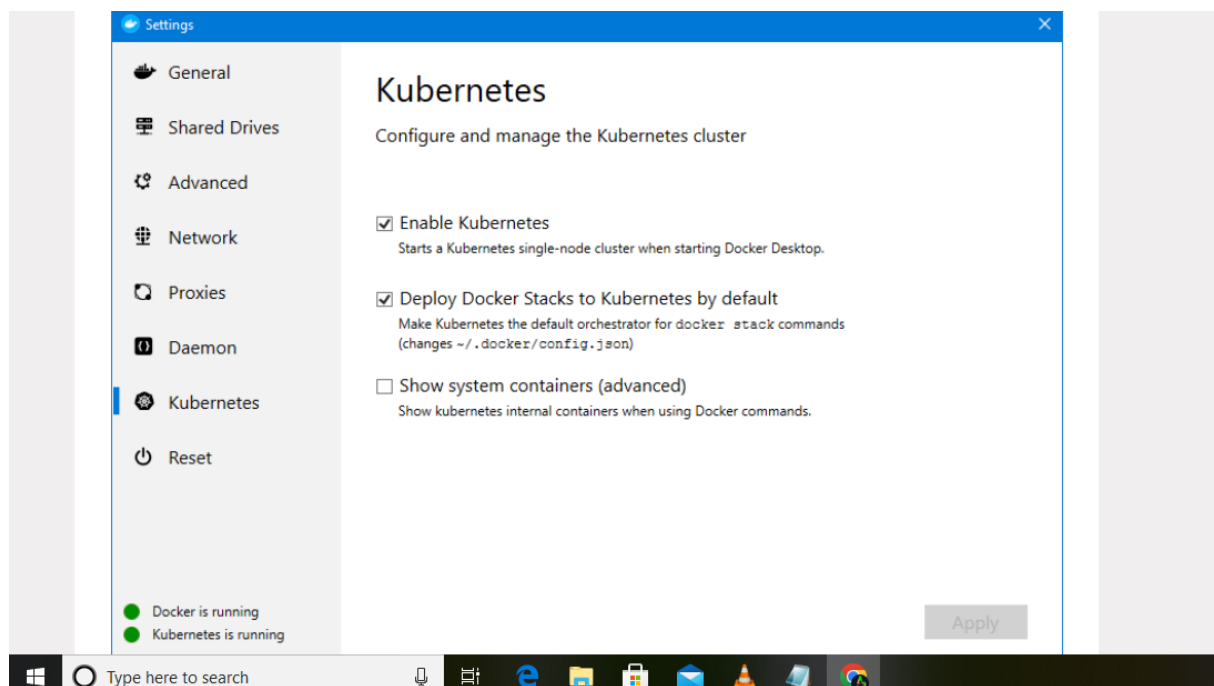 Settings
General
Shared Drives
Advanced
Network
Proxies
Daemon
Kubernetes
Reset
Docker is running
Kubernetes is running
Kubernetes
Configure and manage the Kubernetes cluster
Enable Kubernetes
Starts a Kubernetes single-node cluster when starting Docker Desktop.
Deploy Docker Stacks to Kubernetes by default
Make Kubernetes the default orchestrator for docker stack commands
(changes ~/.docker/config.json)
Show system containers (advanced)
Show kubernetes internal containers when using Docker commands.
Apply
Type here to search